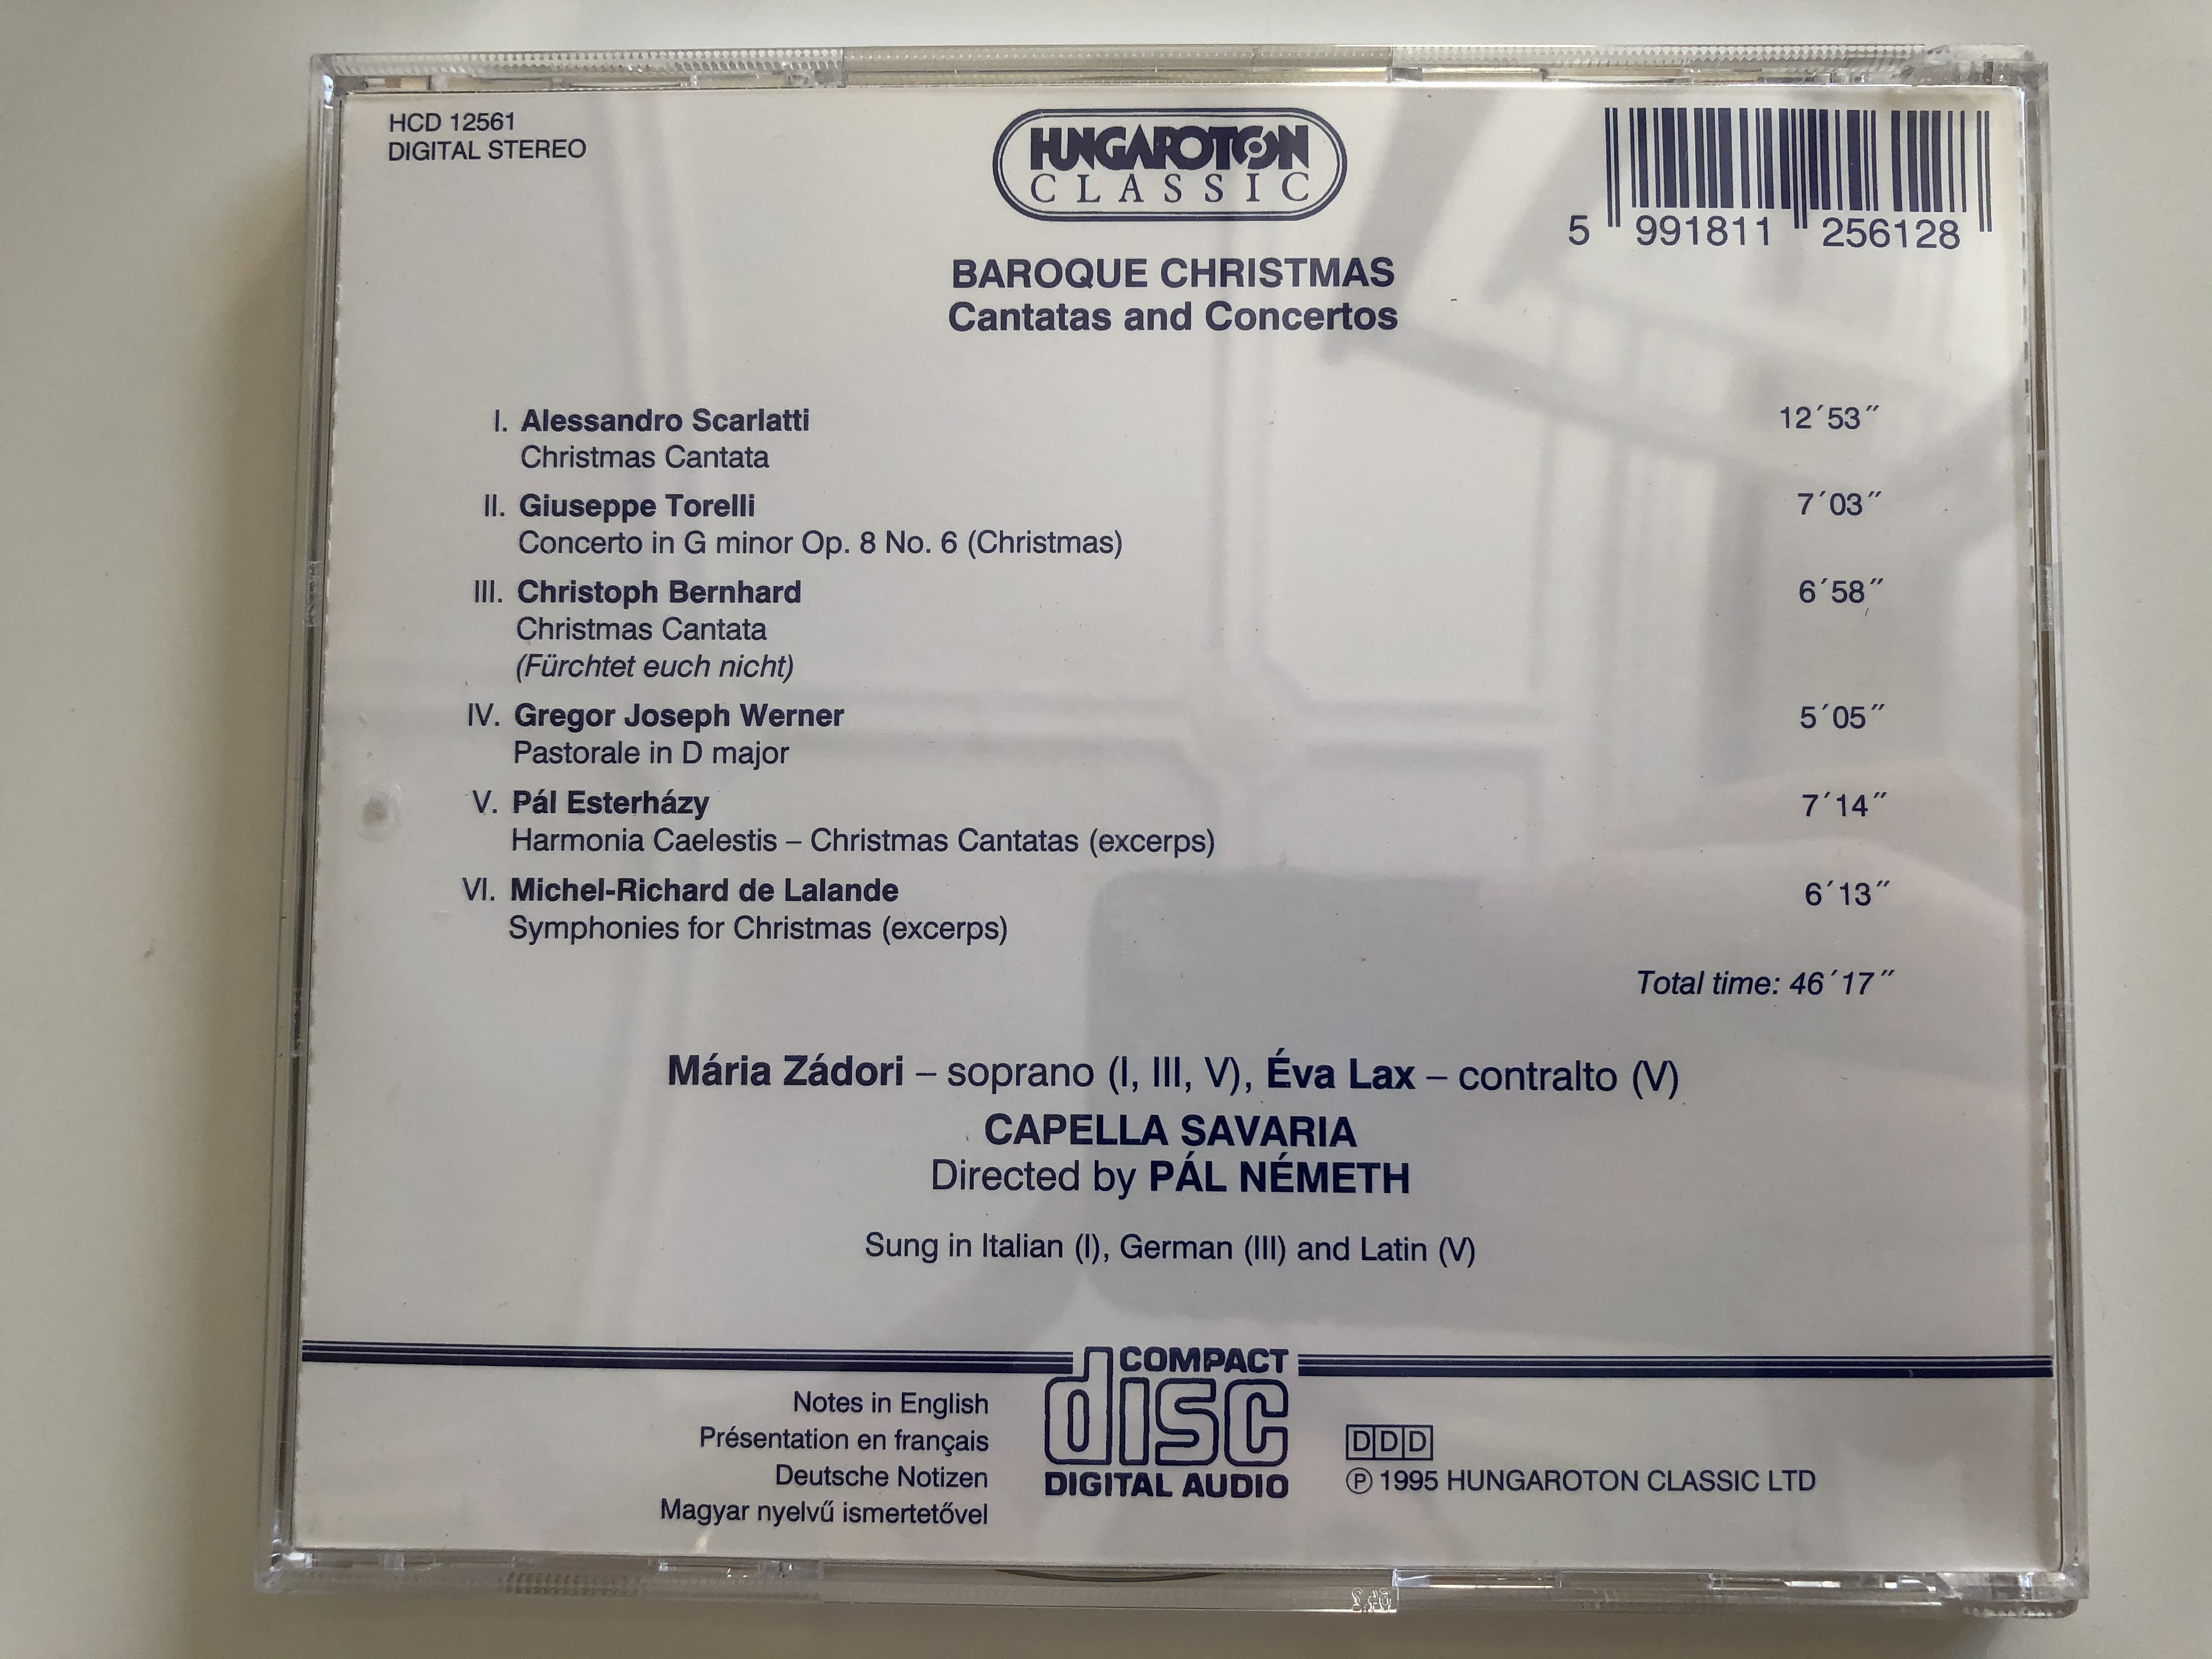 HCD 12561
DIGITAL STEREO
HUNGAROTON
CLASSIC
5 991811 256128
BAROQUE CHRISTMAS
Cantatas and Concertos
I. Alessandro Scarlatti 12´53˝
Christmas Cantata
II. Giuseppe Torelli 7´03˝
Concerto in G minor Op. 8 No. 6 (Christmas)
III. Christoph Bernhard 6´58˝
Christmas Cantata
(Fürchtet euch nicht)
IV. Gregor Joseph Werner 5´05˝
Pastorale in D major
V. Pál Esterházy 7´14˝
Harmonia Caelestis – Christmas Cantatas (excerps)
VI. Michel-Richard de Lalande 6´13˝
Symphonies for Christmas (excerps)
Total time: 46´17˝
Mária Zádori – soprano (I, III, V), Éva Lax – contralto (V)
CAPELLA SAVARIA
Directed by PÁL NÉMETH
Sung in Italian (I), German (III) and Latin (V)
Notes in English
Présentation en français
Deutsche Notizen
Magyar nyelvű ismertetővel
COMPACT
disc
DIGITAL AUDIO
DDD
℗ 1995 HUNGAROTON CLASSIC LTD